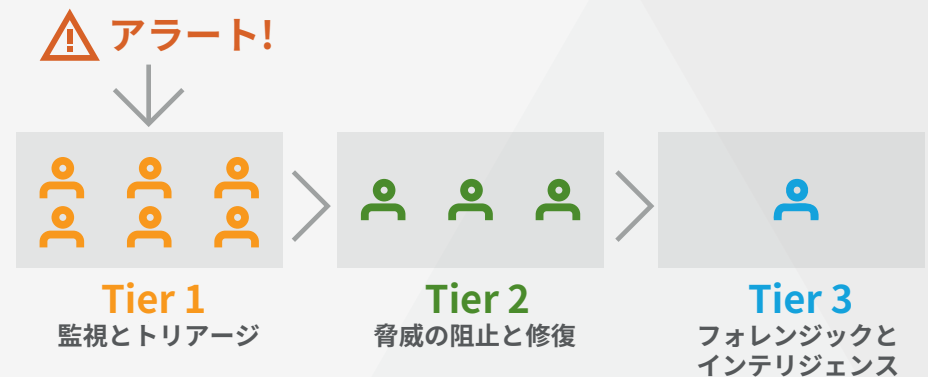 アラート!
Tier 1
監視とトリアージ
Tier 2
脅威の阻止と修復
Tier 3
フォレンジックと
インテリジェンス